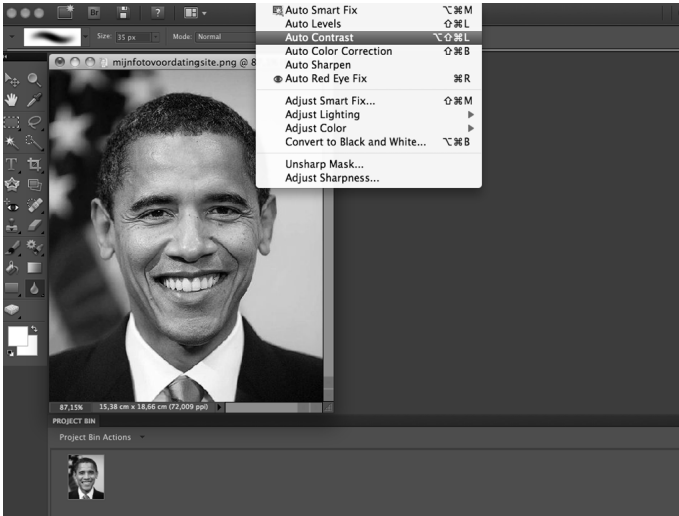 Br
?
Size: 35 px
Mode: Normal
Auto Smart Fix ⌥⌘M
Auto Levels ⇧⌘L
Auto Contrast ⌥⇧⌘L
Auto Color Correction ⇧⌘B
Auto Sharpen
Auto Red Eye Fix ⌘R
Adjust Smart Fix... ⇧⌘M
Adjust Lighting
Adjust Color
Convert to Black and White... ⌥⌘B
Unsharp Mask...
Adjust Sharpness...
mijnfotovoordatingsite.png @ 8
T
87,15% 15,38 cm x 18,66 cm (72,009 ppi)
PROJECT BIN
Project Bin Actions